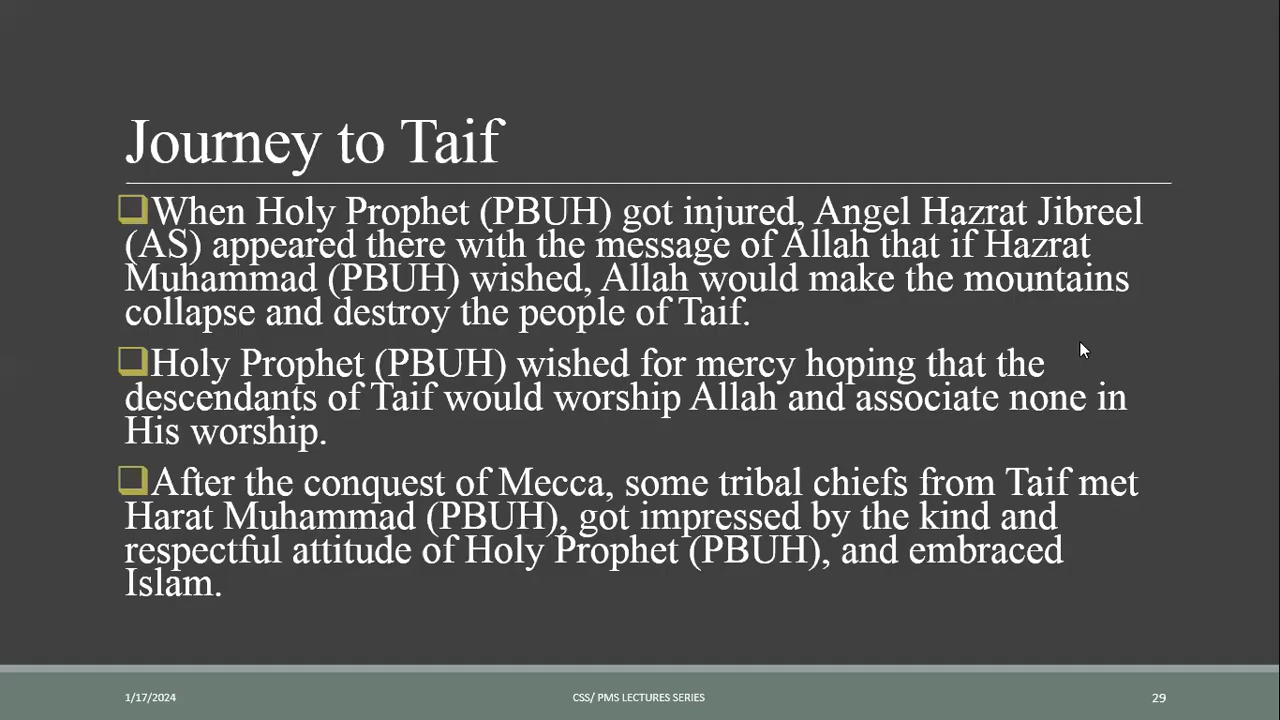 Journey to Taif
❑When Holy Prophet (PBUH) got injured, Angel Hazrat Jibreel
(AS) appeared there with the message of Allah that if Hazrat
Muhammad (PBUH) wished, Allah would make the mountains
collapse and destroy the people of Taif.
❑Holy Prophet (PBUH) wished for mercy hoping that the
descendants of Taif would worship Allah and associate none in
His worship.
❑After the conquest of Mecca, some tribal chiefs from Taif met
Harat Muhammad (PBUH), got impressed by the kind and
respectful attitude of Holy Prophet (PBUH), and embraced
Islam.
1/17/2024
CSS/ PMS LECTURES SERIES
29